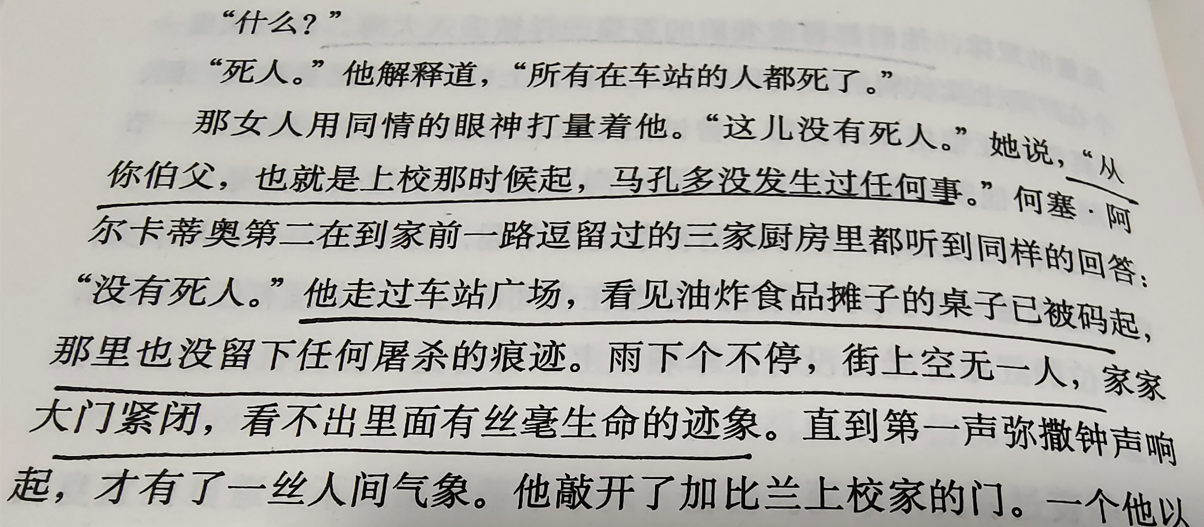 “什么？”
“死人。”他解释道，“所有在车站的人都死了。”
那女人用同情的眼神打量着他。“这儿没有死人。”她说，“从
你伯父，也就是上校那时候起，马孔多没发生过任何事。”何塞·阿
尔卡蒂奥第二在到家前一路逗留过的三家厨房里都听到同样的回答：
“没有死人。”他走过车站广场，看见油炸食品摊子的桌子已被码起，
那里也没留下任何屠杀的痕迹。雨下个不停，街上空无一人，家家
大门紧闭，看不出里面有丝毫生命的迹象。直到第一声弥撒钟声响
起，才有了一丝人间气象。他敲开了加比兰上校家的门。一个他以